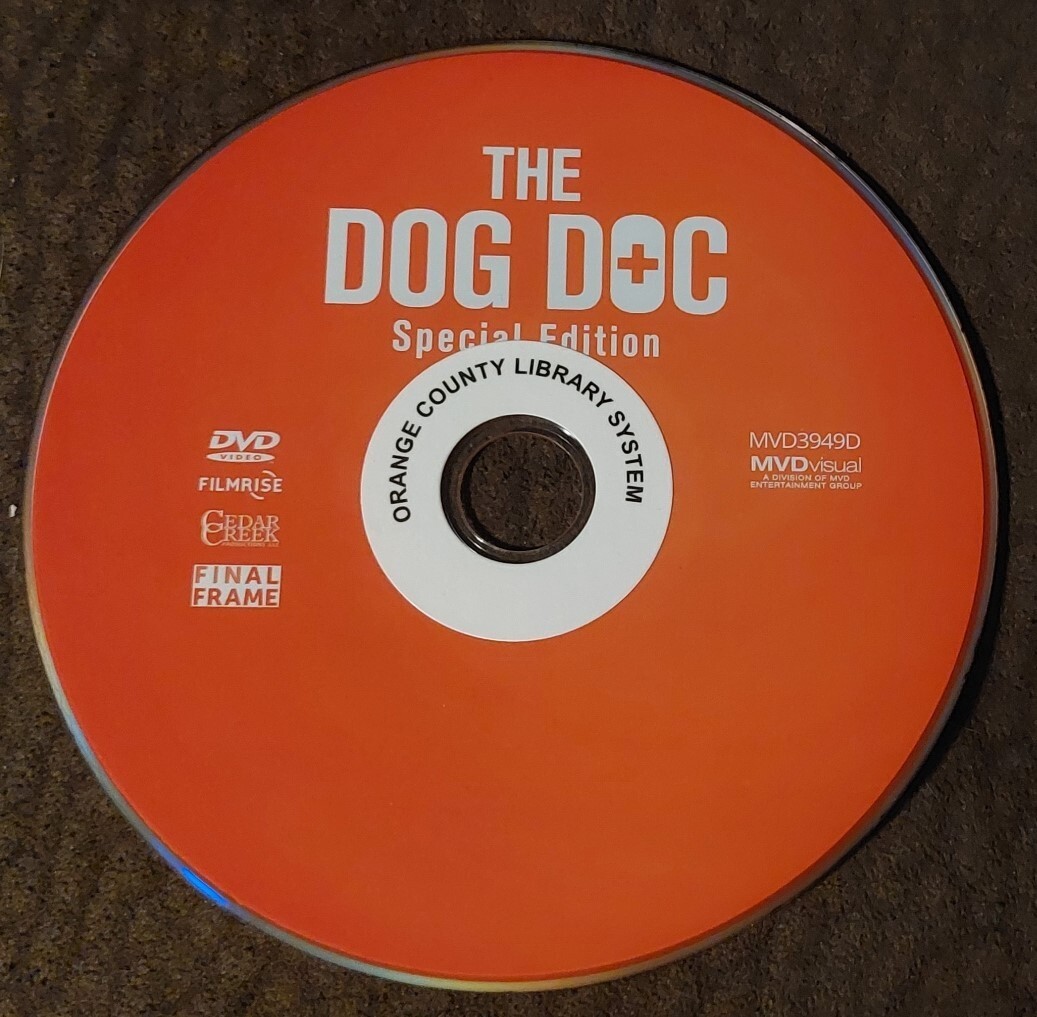 THE
DOG DOC
Special Edition
ORANGE COUNTY LIBRARY SYSTEM
DVD
VIDEO
FILMRISE
CEDAR
CREEK
FINAL
FRAME
MVD3949D
MVDvisual
A DIVISION OF MVD
ENTERTAINMENT GROUP